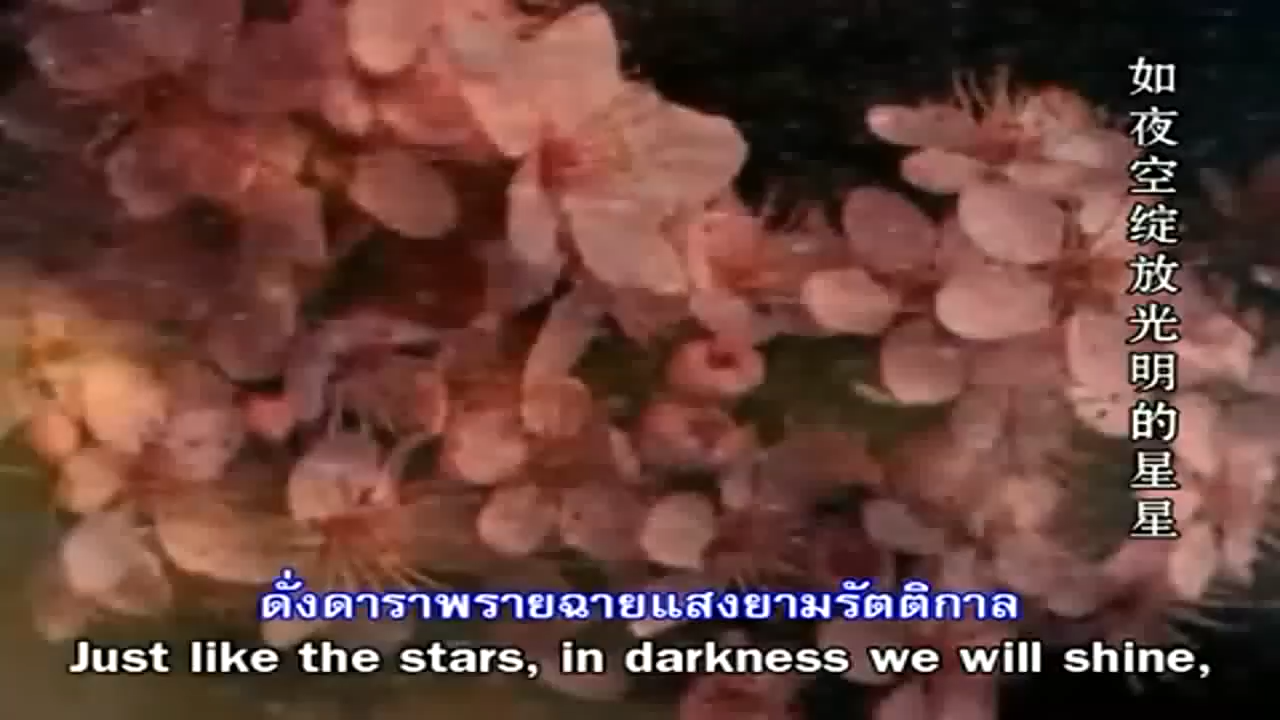 如夜空绽放光明的星星
ดั่งดาราพรายฉายแสงยามรัตติกาล
Just like the stars, in darkness we will shine,